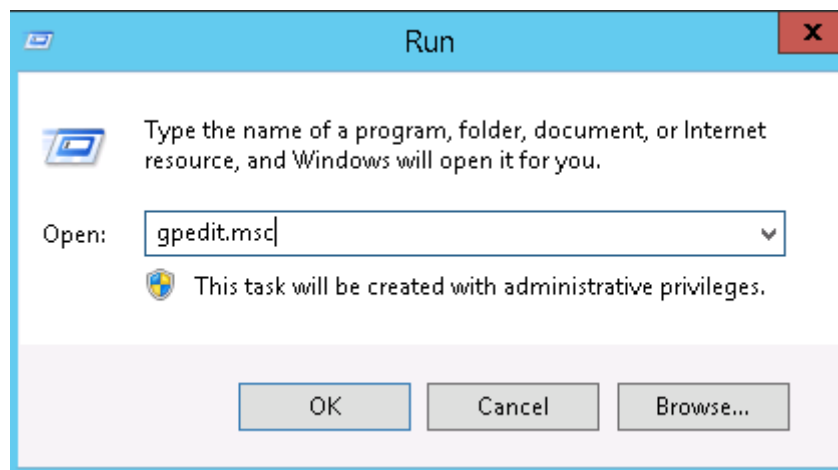 Run
x
Type the name of a program, folder, document, or Internet
resource, and Windows will open it for you.
Open: gpedit.msc
This task will be created with administrative privileges.
OK Cancel Browse...